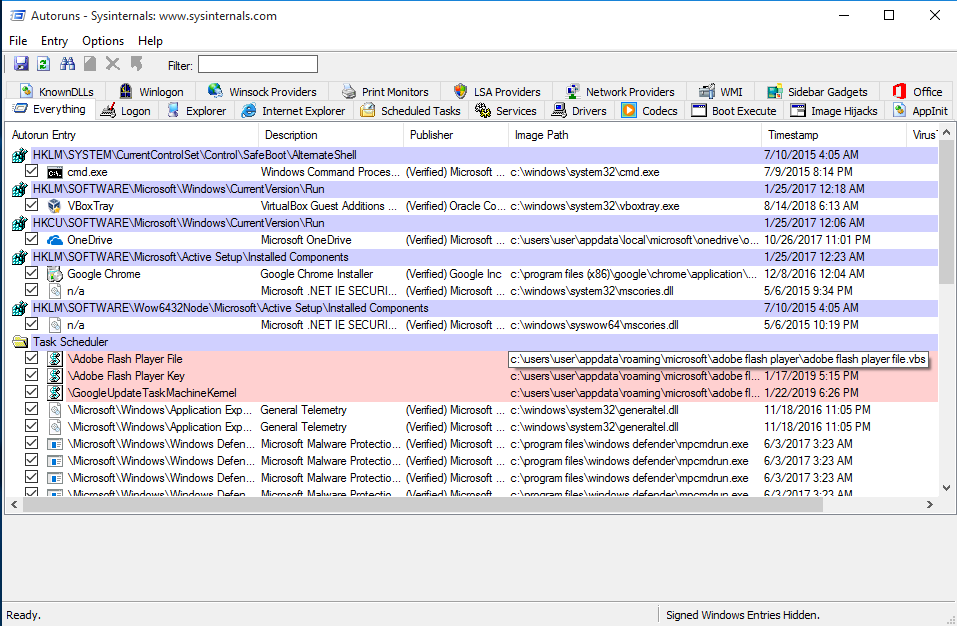 Autoruns - Sysinternals: www.sysinternals.com
File Entry Options Help
Filter:
KnownDLLs Winlogon Winsock Providers Print Monitors LSA Providers Network Providers WMI Sidebar Gadgets Office
Everything Logon Explorer Internet Explorer Scheduled Tasks Services Drivers Codecs Boot Execute Image Hijacks AppInit
Autorun Entry Description Publisher Image Path Timestamp Virus
HKLM\SYSTEM\CurrentControlSet\Control\SafeBoot\AlternateShell 7/10/2015 4:05 AM
cmd.exe Windows Command Proces... (Verified) Microsoft ... c:\windows\system32\cmd.exe 7/9/2015 8:14 PM
HKLM\SOFTWARE\Microsoft\Windows\CurrentVersion\Run 1/25/2017 12:18 AM
VBoxTray VirtualBox Guest Additions ... (Verified) Oracle Co... c:\windows\system32\vboxtray.exe 8/14/2018 6:13 AM
HKCU\SOFTWARE\Microsoft\Windows\CurrentVersion\Run 1/25/2017 12:06 AM
OneDrive Microsoft OneDrive (Verified) Microsoft ... c:\users\user\appdata\local\microsoft\onedrive\o... 10/26/2017 11:01 PM
HKLM\SOFTWARE\Microsoft\Active Setup\Installed Components 1/25/2017 12:23 AM
Google Chrome Google Chrome Installer (Verified) Google Inc c:\program files (x86)\google\chrome\application\... 12/8/2016 12:04 AM
n/a Microsoft .NET IE SECURI... (Verified) Microsoft ... c:\windows\system32\mscories.dll 5/6/2015 9:34 PM
HKLM\SOFTWARE\Wow6432Node\Microsoft\Active Setup\Installed Components 7/10/2015 4:05 AM
n/a Microsoft .NET IE SECURI... (Verified) Microsoft ... c:\windows\syswow64\mscories.dll 5/6/2015 10:19 PM
Task Scheduler
\Adobe Flash Player File c:\users\user\appdata\roaming\microsoft\adobe flash player\adobe flash player file.vbs
\Adobe Flash Player Key c:\users\user\appdata\roaming\microsoft\adobe fl... 1/17/2019 5:15 PM
\GoogleUpdateTaskMachineKernel c:\users\user\appdata\roaming\microsoft\adobe fl... 1/22/2019 6:26 PM
\Microsoft\Windows\Application Exp... General Telemetry (Verified) Microsoft ... c:\windows\system32\generaltel.dll 11/18/2016 11:05 PM
\Microsoft\Windows\Application Exp... General Telemetry (Verified) Microsoft ... c:\windows\system32\generaltel.dll 11/18/2016 11:05 PM
\Microsoft\Windows\Windows Defen... Microsoft Malware Protectio... (Verified) Microsoft ... c:\program files\windows defender\mpcmdrun.exe 6/3/2017 3:23 AM
\Microsoft\Windows\Windows Defen... Microsoft Malware Protectio... (Verified) Microsoft ... c:\program files\windows defender\mpcmdrun.exe 6/3/2017 3:23 AM
\Microsoft\Windows\Windows Defen... Microsoft Malware Protectio... (Verified) Microsoft ... c:\program files\windows defender\mpcmdrun.exe 6/3/2017 3:23 AM
\Microsoft\Windows\Windows Defen... Microsoft Malware Protectio... (Verified) Microsoft ... c:\program files\windows defender\mpcmdrun.exe 6/3/2017 3:23 AM
Ready. Signed Windows Entries Hidden.